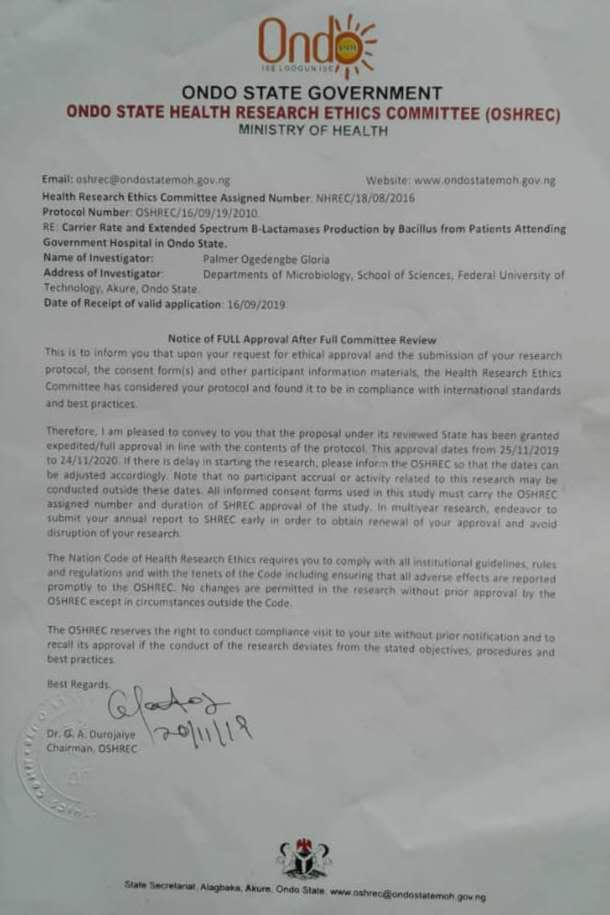 Ondo
ISE LOOGUN ISE
ONDO STATE GOVERNMENT
ONDO STATE HEALTH RESEARCH ETHICS COMMITTEE (OSHREC)
MINISTRY OF HEALTH
Email: oshrec@ondostatemoh.gov.ng Website: www.ondostatemoh.gov.ng
Health Research Ethics Committee Assigned Number: NHREC/18/08/2016
Protocol Number: OSHREC/16/09/19/2010.
RE: Carrier Rate and Extended Spectrum B-Lactamases Production by Bacillus from Patients Attending
Government Hospital in Ondo State.
Name of Investigator: Palmer Ogedengbe Gloria
Address of Investigator: Departments of Microbiology, School of Sciences, Federal University of
Technology, Akure, Ondo State.
Date of Receipt of valid application: 16/09/2019
Notice of FULL Approval After Full Committee Review
This is to inform you that upon your request for ethical approval and the submission of your research
protocol, the consent form(s) and other participant information materials, the Health Research Ethics
Committee has considered your protocol and found it to be in compliance with international standards
and best practices.
Therefore, I am pleased to convey to you that the proposal under its reviewed State has been granted
expedited/full approval in line with the contents of the protocol. This approval dates from 25/11/2019
to 24/11/2020. If there is delay in starting the research, please inform the OSHREC so that the dates can
be adjusted accordingly. Note that no participant accrual or activity related to this research may be
conducted outside these dates. All informed consent forms used in this study must carry the OSHREC
assigned number and duration of SHREC approval of the study. In multiyear research, endeavor to
submit your annual report to SHREC early in order to obtain renewal of your approval and avoid
disruption of your research.
The Nation Code of Health Research Ethics requires you to comply with all institutional guidelines, rules
and regulations and with the tenets of the Code including ensuring that all adverse effects are reported
promptly to the OSHREC. No changes are permitted in the research without prior approval by the
OSHREC except in circumstances outside the Code.
The OSHREC reserves the right to conduct compliance visit to your site without prior notification and to
recall its approval if the conduct of the research deviates from the stated objectives, procedures and
best practices.
Best Regards.
20/11/19
Dr. G. A. Durojaiye
Chairman, OSHREC
State Secretariat, Alagbaka, Akure, Ondo State. www.oshrec@ondostatemoh.gov.ng